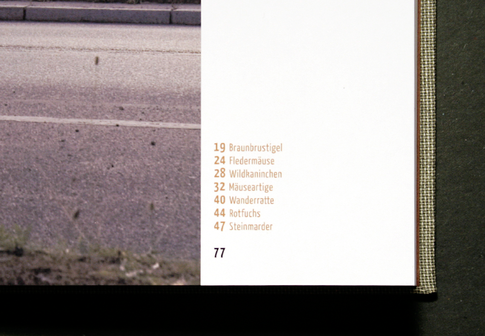 19 Braunbrustigel
24 Fledermäuse
28 Wildkaninchen
32 Mäuseartige
40 Wanderratte
44 Rotfuchs
47 Steinmarder
77